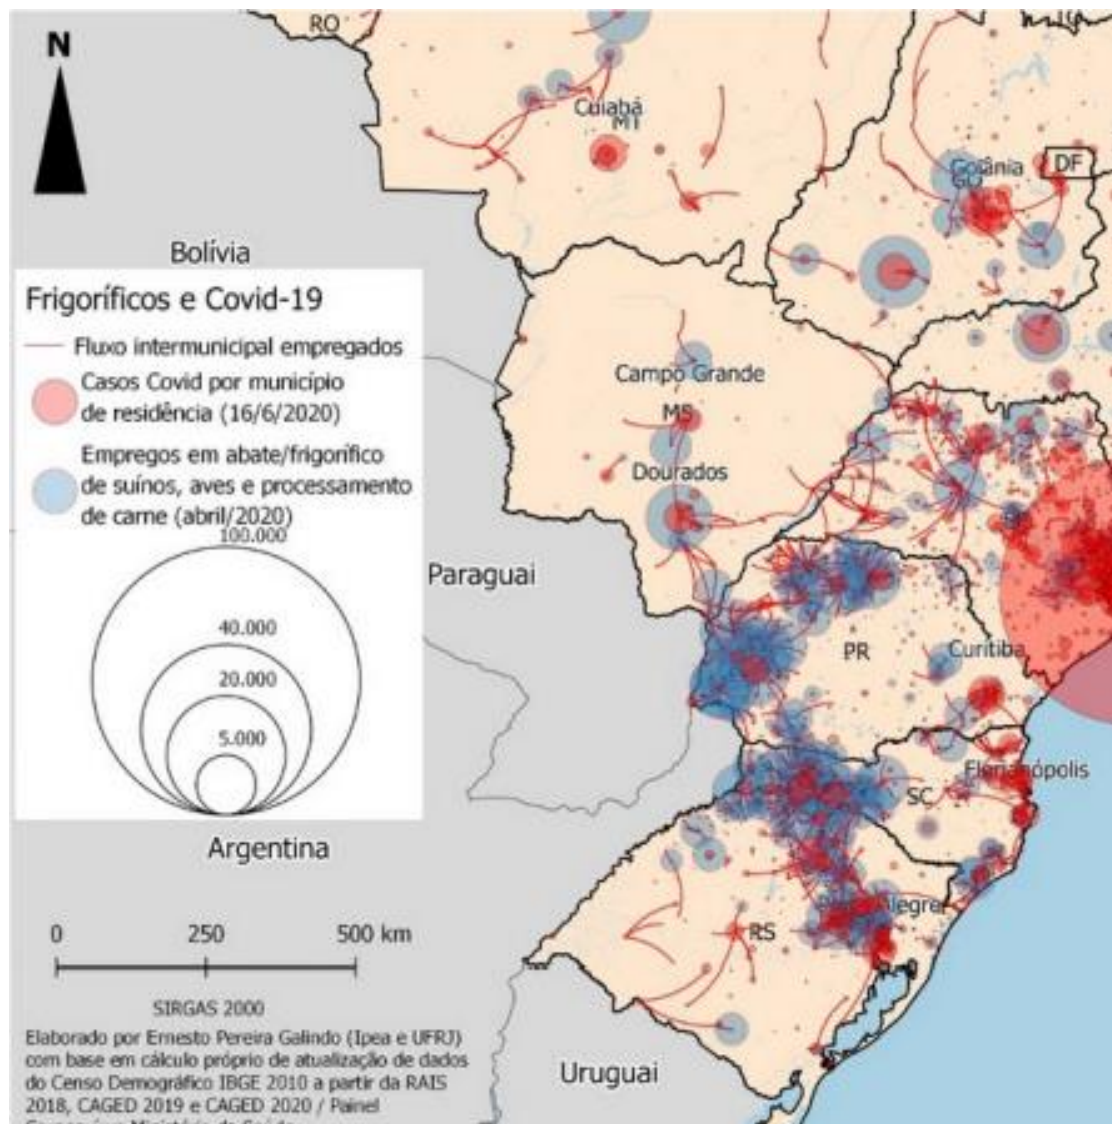 RO
N
Cuiabá
MT
Goiânia
GO
DF
Bolívia
Frigoríficos e Covid-19
Fluxo intermunicipal empregados
Casos Covid por município
de residência (16/6/2020)
Empregos em abate/frigorífico
de suínos, aves e processamento
de carne (abril/2020)
100.000
40.000
20.000
5.000
Campo Grande
MS
Dourados
Paraguai
PR
Curitiba
Florianópolis
SC
Argentina
Alegre
RS
0 250 500 km
SIRGAS 2000
Elaborado por Ernesto Pereira Galindo (Ipea e UFRJ)
com base em cálculo próprio de atualização de dados
do Censo Demográfico IBGE 2010 a partir da RAIS
2018, CAGED 2019 e CAGED 2020 / Painel
Uruguai